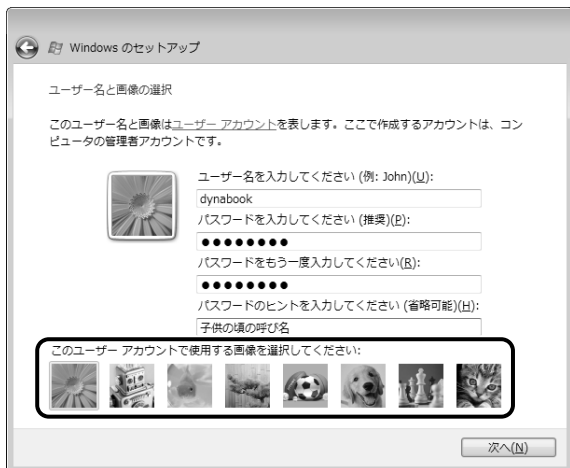 Windows のセットアップ
ユーザー名と画像の選択
このユーザー名と画像はユーザー アカウントを表します。ここで作成するアカウントは、コン
ピュータの管理者アカウントです。
ユーザー名を入力してください (例: John)(U):
dynabook
パスワードを入力してください (推奨)(P):
●●●●●●●●
パスワードをもう一度入力してください(R):
●●●●●●●●
パスワードのヒントを入力してください (省略可能)(H):
子供の頃の呼び名
このユーザー アカウントで使用する画像を選択してください:
次へ(N)